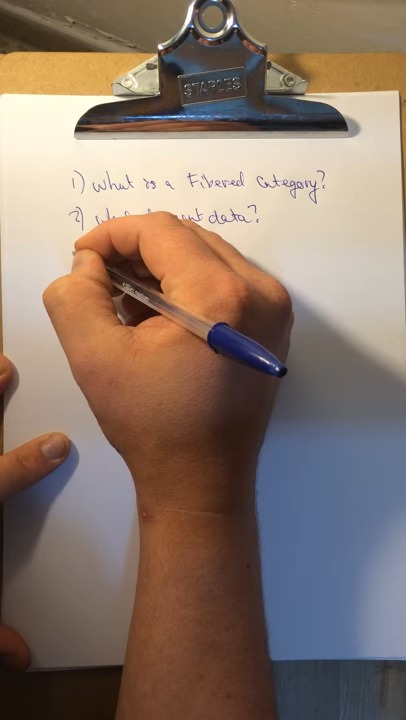 STAPLES
1) What is a Fibered Category?
2) data?